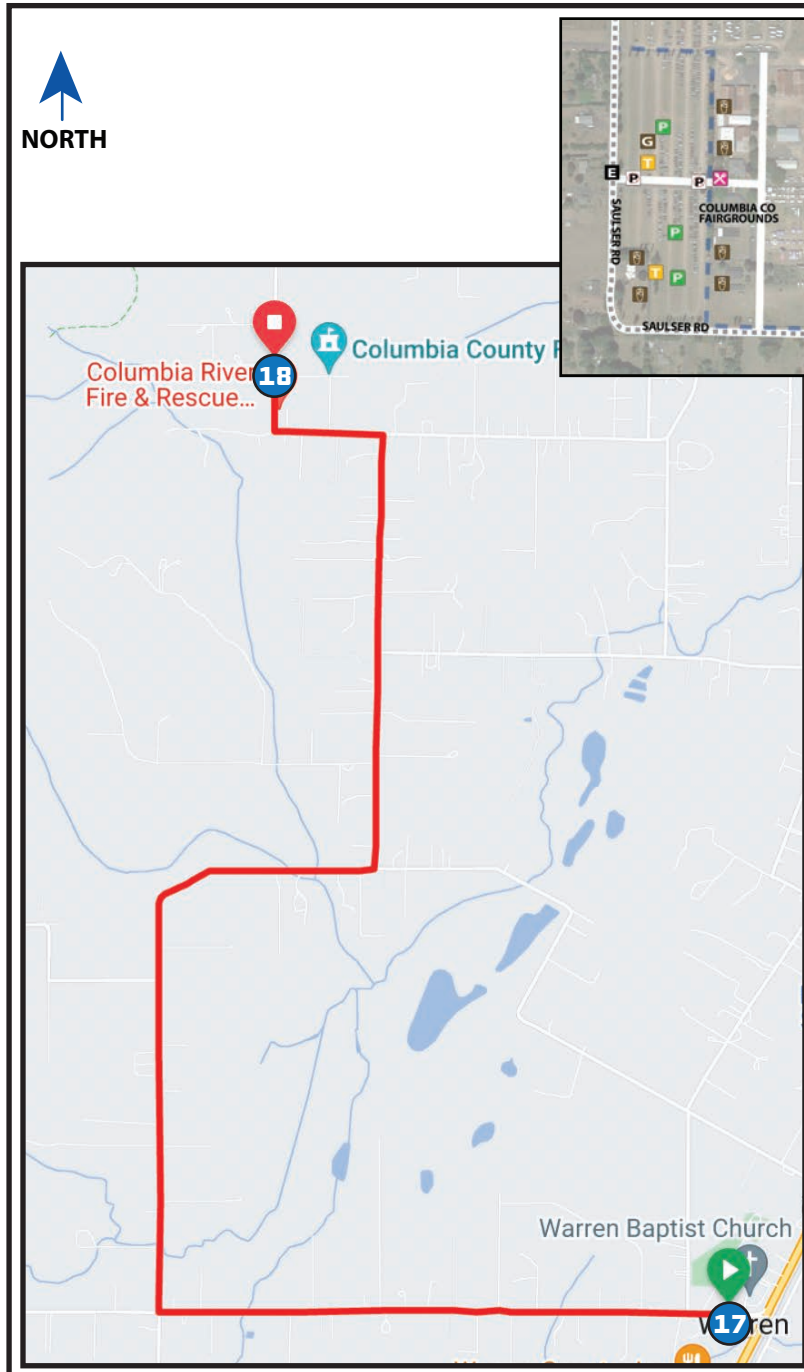 NORTH
E
P
G
T
P
P
COLUMBIA CO
FAIRGROUNDS
SAULSER RD
P
T
P
SAULSER RD
Columbia County
Columbia River
Fire & Rescue...
18
Warren Baptist Church
17